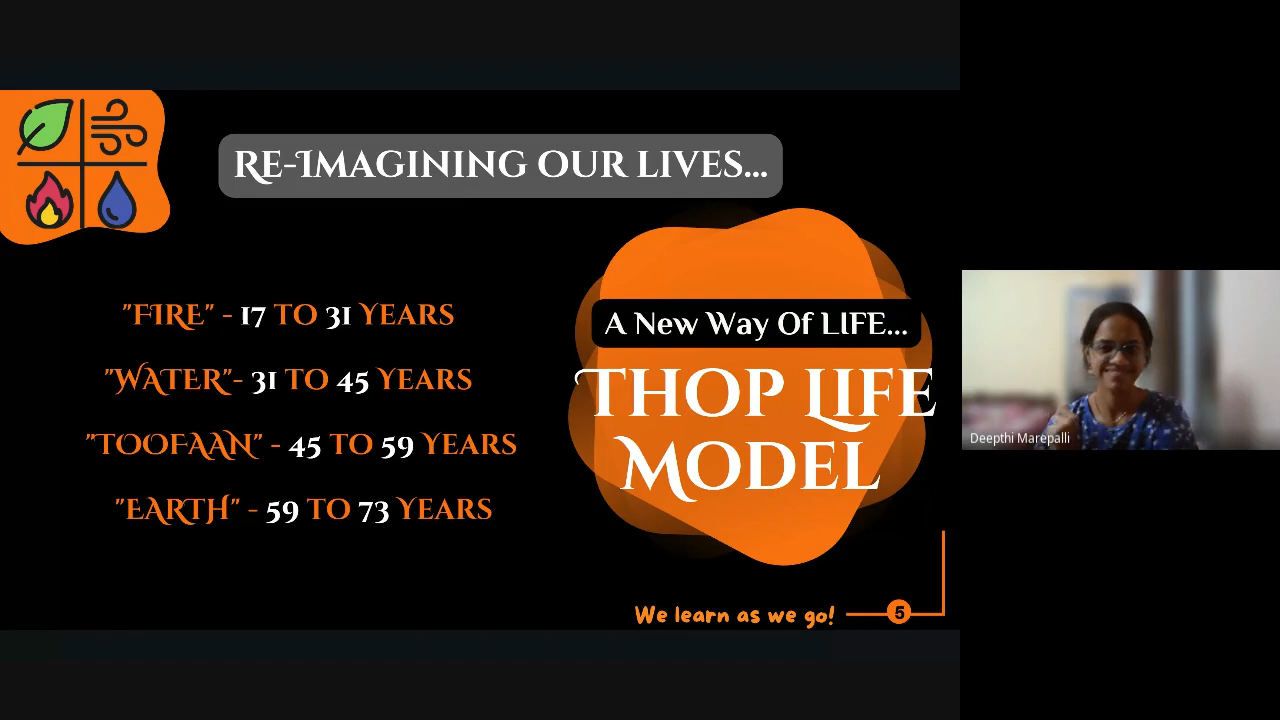 RE-IMAGINING OUR LIVES...
"FIRE" - 17 TO 31 YEARS
"WATER"- 31 TO 45 YEARS
"TOOFAAN" - 45 TO 59 YEARS
"EARTH" - 59 TO 73 YEARS
A New Way Of LIFE...
THOP LIFE
MODEL
We learn as we go!
5
Deepthi Marepalli